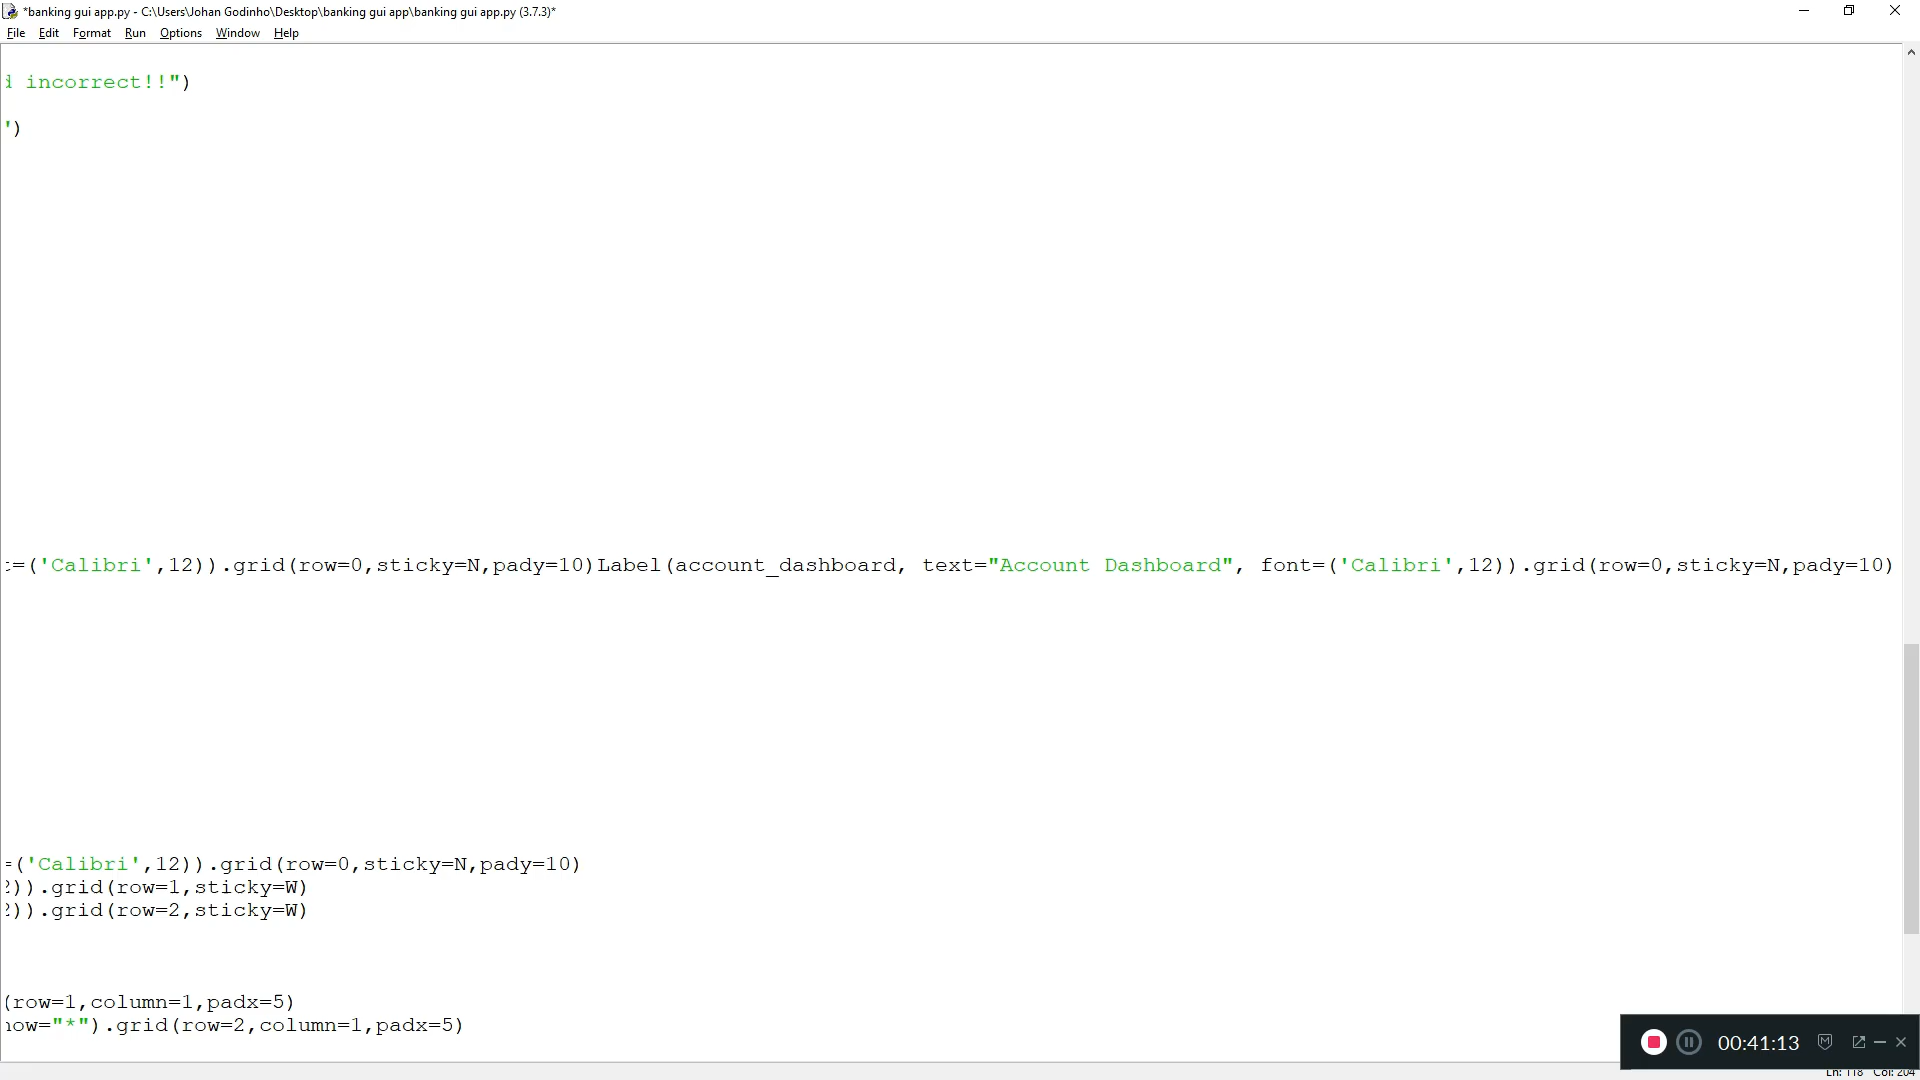 *banking gui app.py - C:\Users\Johan Godinho\Desktop\banking gui app\banking gui app.py (3.7.3)*
File Edit Format Run Options Window Help
incorrect!!")
')
=('Calibri',12)).grid(row=0,sticky=N,pady=10)Label(account_dashboard, text="Account Dashboard", font=('Calibri',12)).grid(row=0,sticky=N,pady=10)
=('Calibri',12)).grid(row=0,sticky=N,pady=10)
)).grid(row=1,sticky=W)
)).grid(row=2,sticky=W)
(row=1,column=1,padx=5)
ow="*").grid(row=2,column=1,padx=5)
00:41:13
Ln: 118 Col: 204